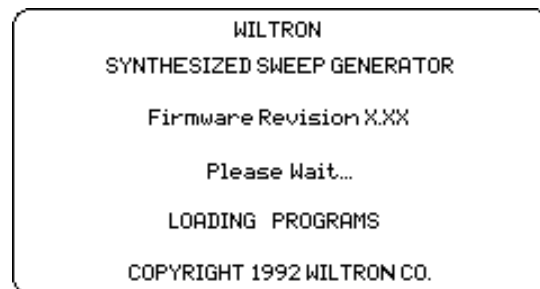 WILTRON
SYNTHESIZED SWEEP GENERATOR
Firmware Revision X.XX
Please Wait...
LOADING PROGRAMS
COPYRIGHT 1992 WILTRON CO.